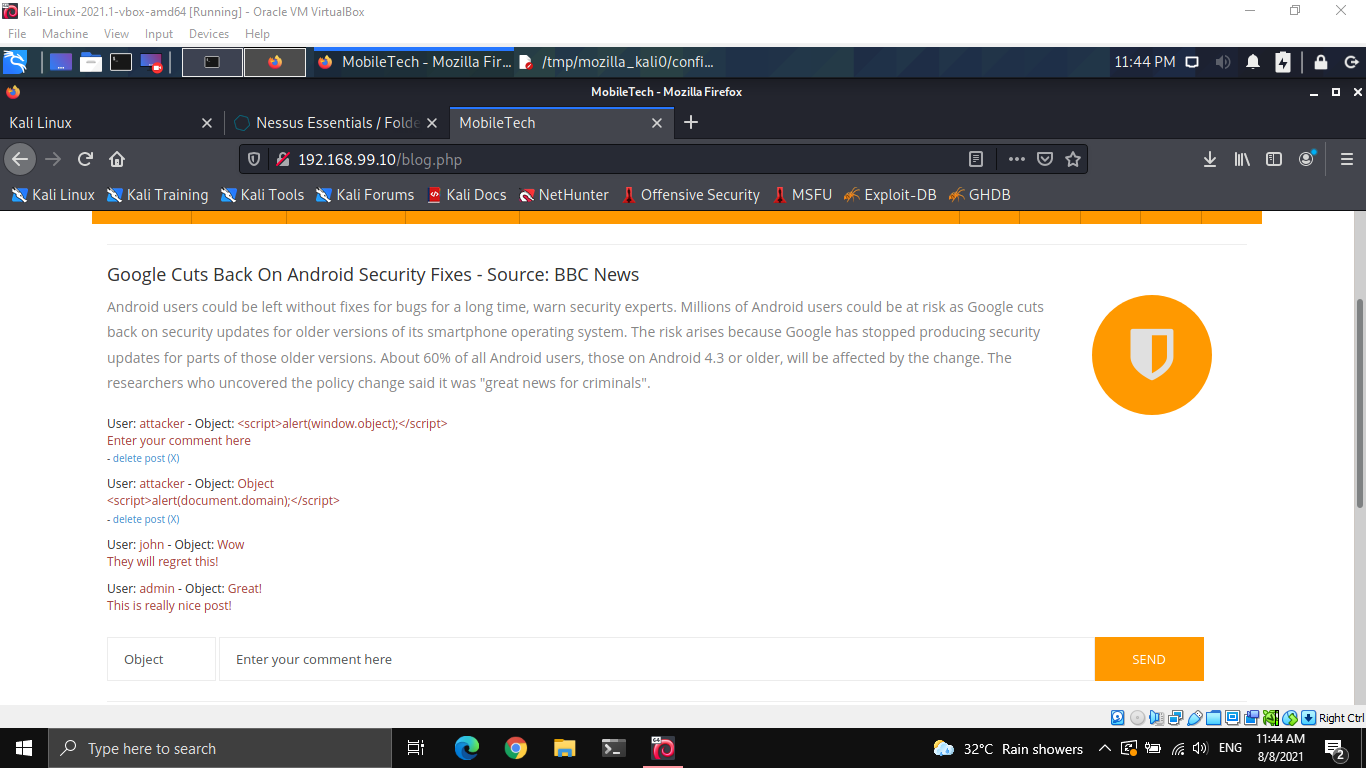 Kali-Linux-2021.1-vbox-amd64 [Running] - Oracle VM VirtualBox
File Machine View Input Devices Help
MobileTech - Mozilla Fir... /tmp/mozilla_kali0/confi... 11:44 PM
MobileTech - Mozilla Firefox
Kali Linux Nessus Essentials / Folde MobileTech
192.168.99.10/blog.php
Kali Linux Kali Training Kali Tools Kali Forums Kali Docs NetHunter Offensive Security MSFU Exploit-DB GHDB
Google Cuts Back On Android Security Fixes - Source: BBC News
Android users could be left without fixes for bugs for a long time, warn security experts. Millions of Android users could be at risk as Google cuts
back on security updates for older versions of its smartphone operating system. The risk arises because Google has stopped producing security
updates for parts of those older versions. About 60% of all Android users, those on Android 4.3 or older, will be affected by the change. The
researchers who uncovered the policy change said it was "great news for criminals".
User: attacker - Object: <script>alert(window.object);</script>
Enter your comment here
- delete post (X)
User: attacker - Object: Object
<script>alert(document.domain);</script>
- delete post (X)
User: john - Object: Wow
They will regret this!
User: admin - Object: Great!
This is really nice post!
Object Enter your comment here SEND
Right Ctrl
Type here to search 32°C Rain showers ENG 11:44 AM
8/8/2021 2